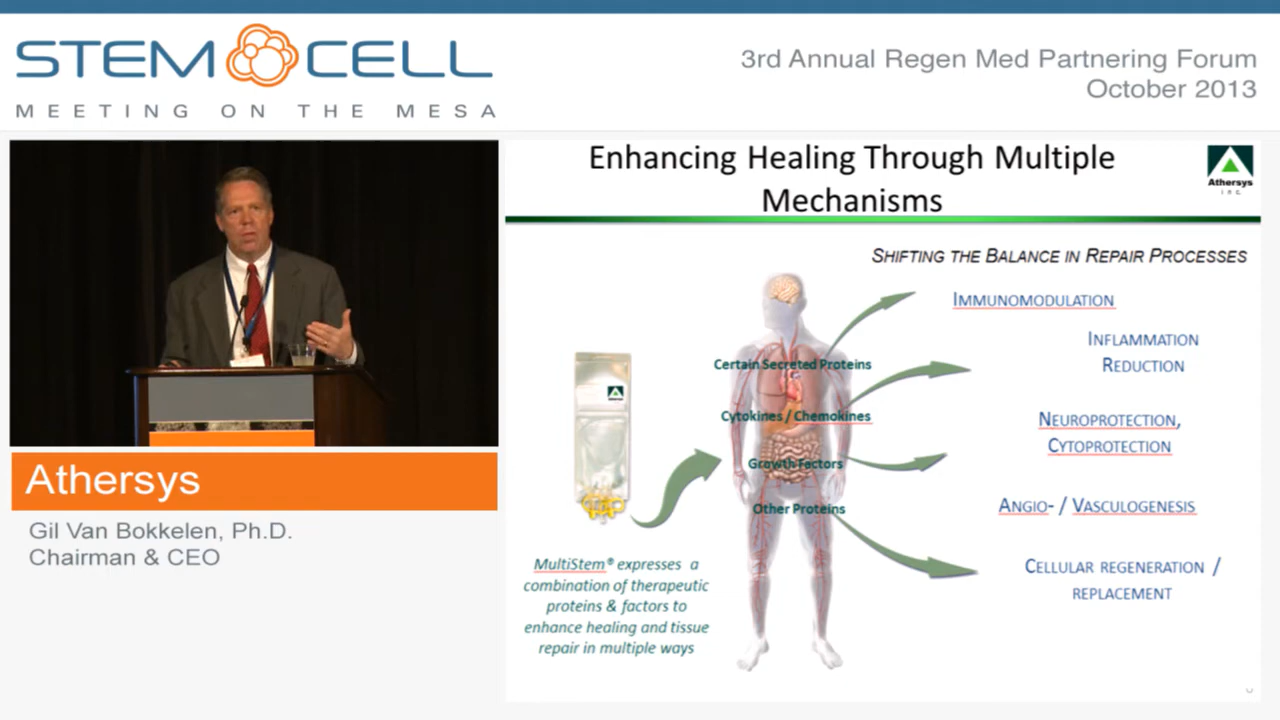 STEM CELL
MEETING ON THE MESA
3rd Annual Regen Med Partnering Forum
October 2013
Athersys
Gil Van Bokkelen, Ph.D.
Chairman & CEO
Enhancing Healing Through Multiple
Mechanisms
Athersys
inc.
SHIFTING THE BALANCE IN REPAIR PROCESSES
Certain Secreted Proteins
Cytokines / Chemokines
Growth Factors
Other Proteins
IMMUNOMODULATION
INFLAMMATION
REDUCTION
NEUROPROTECTION,
CYTOPROTECTION
ANGIO- / VASCULOGENESIS
CELLULAR REGENERATION /
REPLACEMENT
MultiStem® expresses a
combination of therapeutic
proteins & factors to
enhance healing and tissue
repair in multiple ways